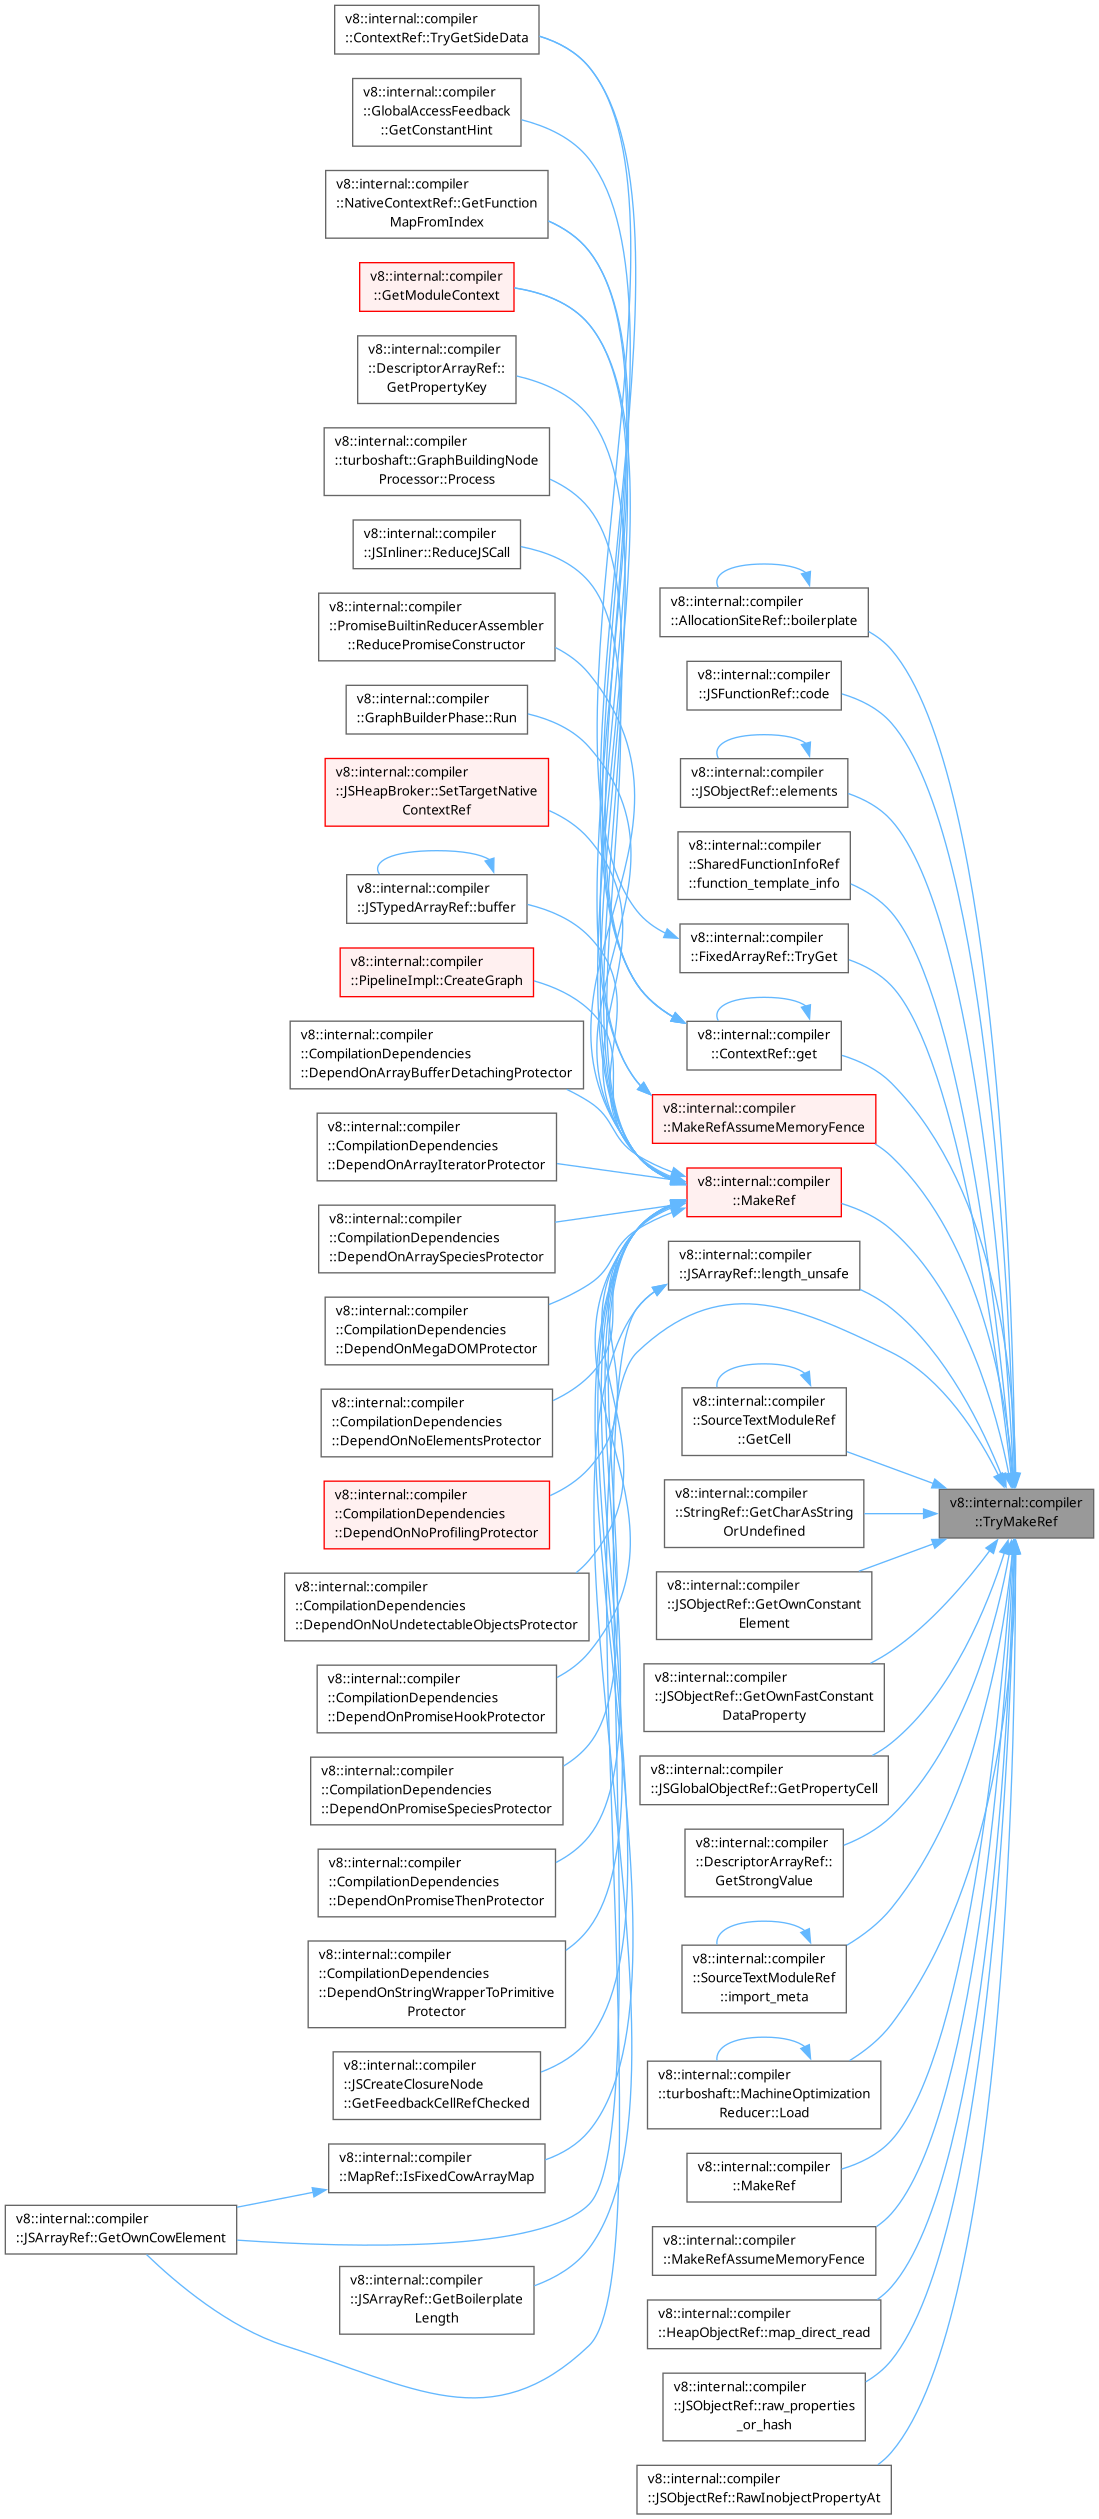 v8::internal::compiler
::ContextRef::TryGetSideData
v8::internal::compiler
::GlobalAccessFeedback
::GetConstantHint
v8::internal::compiler
::NativeContextRef::GetFunction
MapFromIndex
v8::internal::compiler
::GetModuleContext
v8::internal::compiler
::DescriptorArrayRef::
GetPropertyKey
v8::internal::compiler
::turboshaft::GraphBuildingNode
Processor::Process
v8::internal::compiler
::JSInliner::ReduceJSCall
v8::internal::compiler
::PromiseBuiltinReducerAssembler
::ReducePromiseConstructor
v8::internal::compiler
::GraphBuilderPhase::Run
v8::internal::compiler
::JSHeapBroker::SetTargetNative
ContextRef
v8::internal::compiler
::JSTypedArrayRef::buffer
v8::internal::compiler
::PipelineImpl::CreateGraph
v8::internal::compiler
::CompilationDependencies
::DependOnArrayBufferDetachingProtector
v8::internal::compiler
::CompilationDependencies
::DependOnArrayIteratorProtector
v8::internal::compiler
::CompilationDependencies
::DependOnArraySpeciesProtector
v8::internal::compiler
::CompilationDependencies
::DependOnMegaDOMProtector
v8::internal::compiler
::CompilationDependencies
::DependOnNoElementsProtector
v8::internal::compiler
::CompilationDependencies
::DependOnNoProfilingProtector
v8::internal::compiler
::CompilationDependencies
::DependOnNoUndetectableObjectsProtector
v8::internal::compiler
::CompilationDependencies
::DependOnPromiseHookProtector
v8::internal::compiler
::CompilationDependencies
::DependOnPromiseSpeciesProtector
v8::internal::compiler
::CompilationDependencies
::DependOnPromiseThenProtector
v8::internal::compiler
::CompilationDependencies
::DependOnStringWrapperToPrimitive
Protector
v8::internal::compiler
::JSCreateClosureNode
::GetFeedbackCellRefChecked
v8::internal::compiler
::MapRef::IsFixedCowArrayMap
v8::internal::compiler
::JSArrayRef::GetOwnCowElement
v8::internal::compiler
::JSArrayRef::GetBoilerplate
Length
v8::internal::compiler
::AllocationSiteRef::boilerplate
v8::internal::compiler
::JSFunctionRef::code
v8::internal::compiler
::JSObjectRef::elements
v8::internal::compiler
::SharedFunctionInfoRef
::function_template_info
v8::internal::compiler
::FixedArrayRef::TryGet
v8::internal::compiler
::ContextRef::get
v8::internal::compiler
::MakeRefAssumeMemoryFence
v8::internal::compiler
::MakeRef
v8::internal::compiler
::JSArrayRef::length_unsafe
v8::internal::compiler
::SourceTextModuleRef
::GetCell
v8::internal::compiler
::StringRef::GetCharAsString
OrUndefined
v8::internal::compiler
::JSObjectRef::GetOwnConstant
Element
v8::internal::compiler
::JSObjectRef::GetOwnFastConstant
DataProperty
v8::internal::compiler
::JSGlobalObjectRef::GetPropertyCell
v8::internal::compiler
::DescriptorArrayRef::
GetStrongValue
v8::internal::compiler
::SourceTextModuleRef
::import_meta
v8::internal::compiler
::turboshaft::MachineOptimization
Reducer::Load
v8::internal::compiler
::MakeRef
v8::internal::compiler
::MakeRefAssumeMemoryFence
v8::internal::compiler
::HeapObjectRef::map_direct_read
v8::internal::compiler
::JSObjectRef::raw_properties
_or_hash
v8::internal::compiler
::JSObjectRef::RawInobjectPropertyAt
v8::internal::compiler
::TryMakeRef